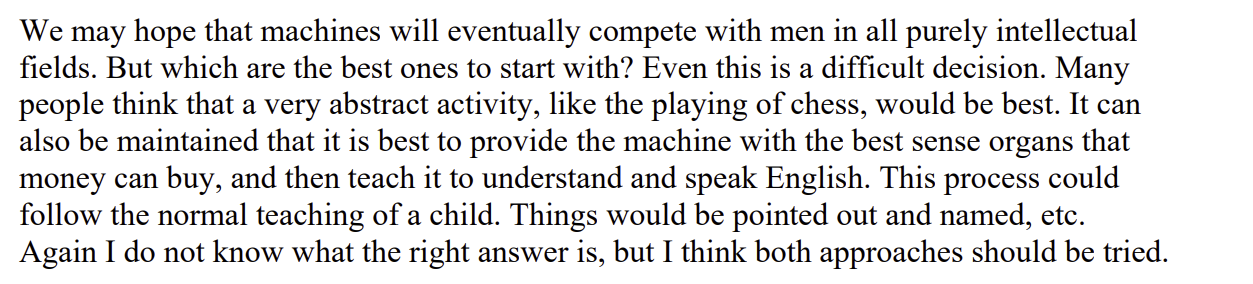 We may hope that machines will eventually compete with men in all purely intellectual
fields. But which are the best ones to start with? Even this is a difficult decision. Many
people think that a very abstract activity, like the playing of chess, would be best. It can
also be maintained that it is best to provide the machine with the best sense organs that
money can buy, and then teach it to understand and speak English. This process could
follow the normal teaching of a child. Things would be pointed out and named, etc.
Again I do not know what the right answer is, but I think both approaches should be tried.